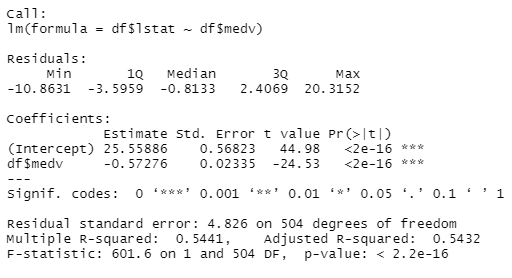 Call:
lm(formula = df$lstat ~ df$medv)
Residuals:
Min 1Q Median 3Q Max
-10.8631 -3.5959 -0.8133 2.4069 20.3152
Coefficients:
Estimate Std. Error t value Pr(>|t|)
(Intercept) 25.55886 0.56823 44.98 <2e-16 ***
df$medv -0.57276 0.02335 -24.53 <2e-16 ***
---
Signif. codes: 0 ‘***’ 0.001 ‘**’ 0.01 ‘*’ 0.05 ‘.’ 0.1 ‘ ’ 1
Residual standard error: 4.826 on 504 degrees of freedom
Multiple R-squared: 0.5441, Adjusted R-squared: 0.5432
F-statistic: 601.6 on 1 and 504 DF, p-value: < 2.2e-16